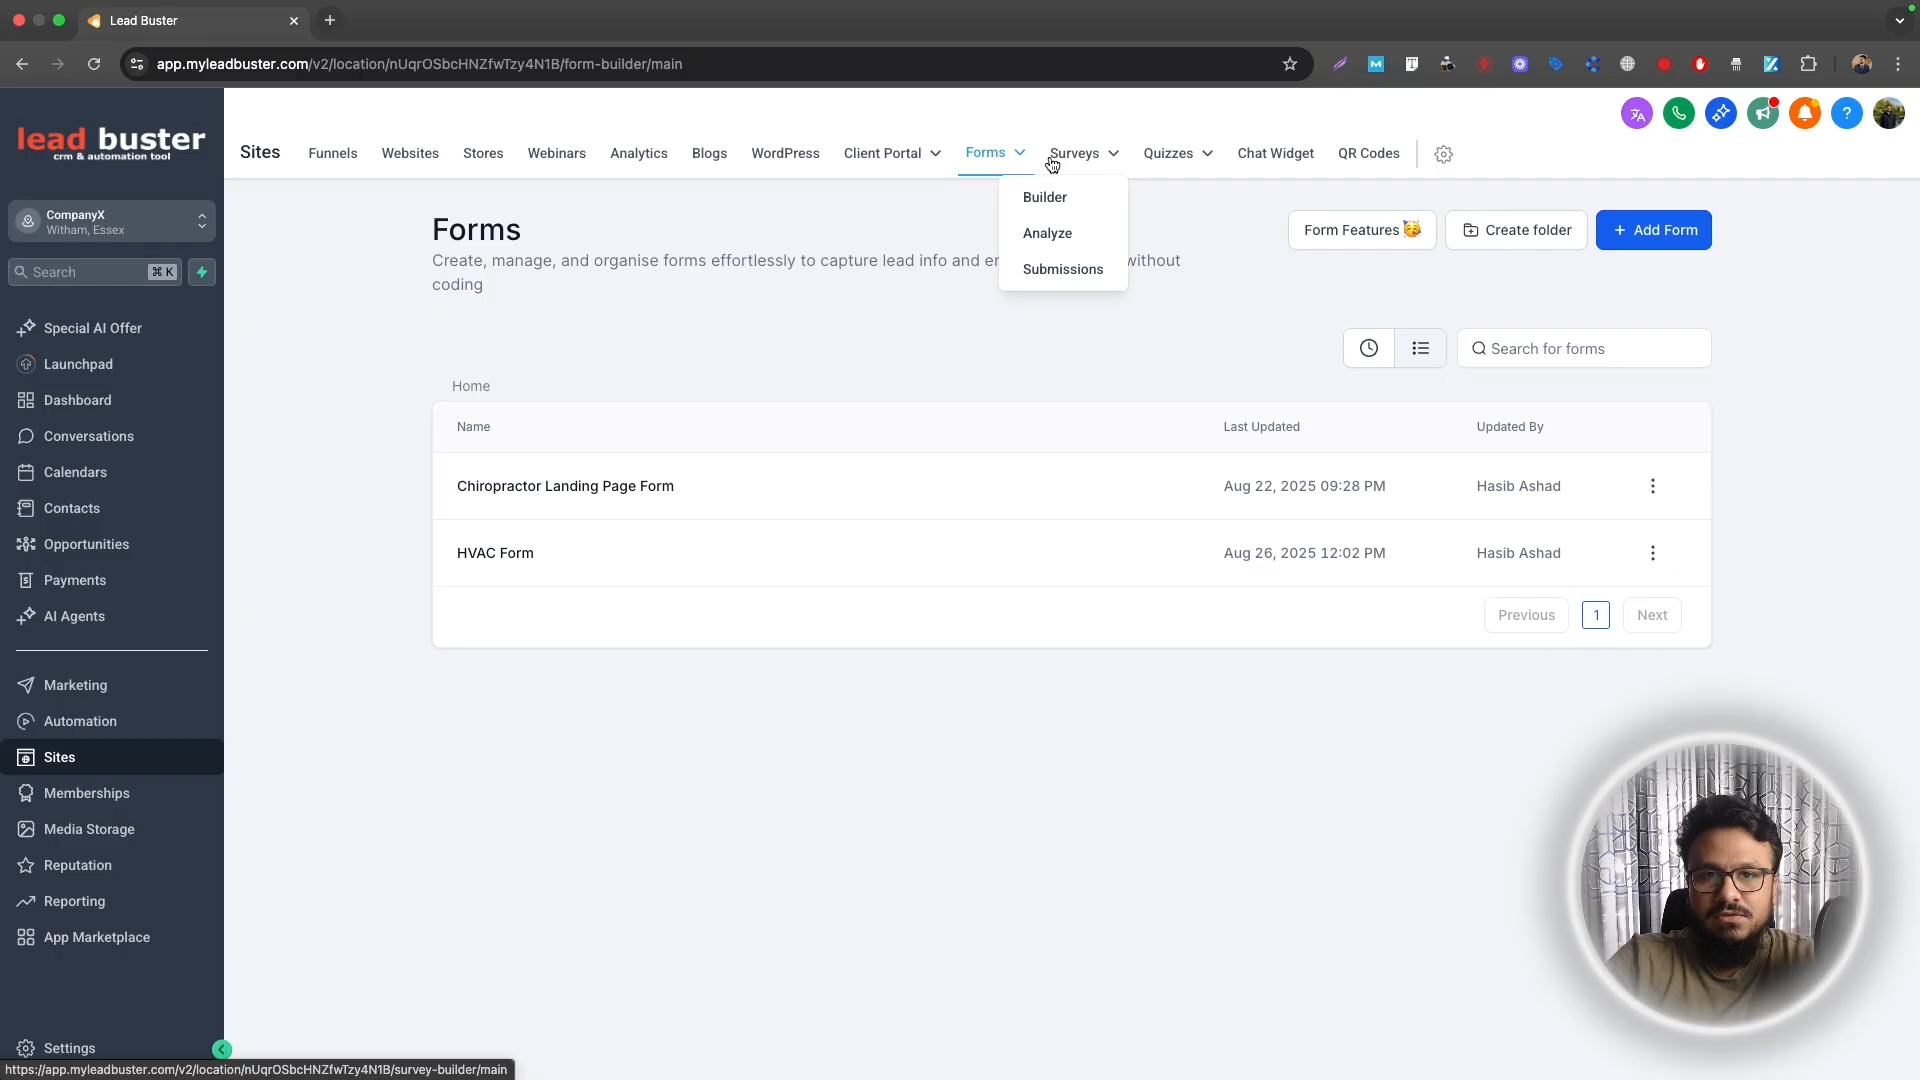 Lead Buster
app.myleadbuster.com/v2/location/nUqrOSbcHNZfwTzy4N1B/form-builder/main
lead buster
crm & automation tool
CompanyX
Witham, Essex
Search ⌘ K
Special AI Offer
Launchpad
Dashboard
Conversations
Calendars
Contacts
Opportunities
Payments
AI Agents
Marketing
Automation
Sites
Memberships
Media Storage
Reputation
Reporting
App Marketplace
Settings
Sites Funnels Websites Stores Webinars Analytics Blogs WordPress Client Portal Forms Surveys Quizzes Chat Widget QR Codes
Builder
Analyze
Submissions
Forms
Create, manage, and organise forms effortlessly to capture lead info and without
coding
Form Features 🥳 Create folder + Add Form
Search for forms
Home
Name Last Updated Updated By
Chiropractor Landing Page Form Aug 22, 2025 09:28 PM Hasib Ashad
HVAC Form Aug 26, 2025 12:02 PM Hasib Ashad
Previous 1 Next
https://app.myleadbuster.com/v2/location/nUqrOSbcHNZfwTzy4N1B/survey-builder/main